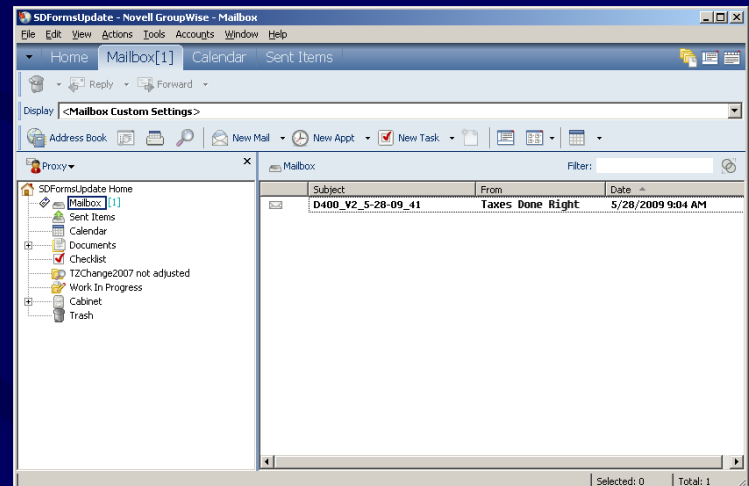 SDFormsUpdate - Novell GroupWise - Mailbox
File Edit View Actions Tools Accounts Window Help
Home Mailbox[1] Calendar Sent Items
Reply Forward
Display <Mailbox Custom Settings>
Address Book New Mail New Appt New Task
Proxy Mailbox Filter:
SDFormsUpdate Home
Mailbox [1]
Sent Items
Calendar
Documents
Checklist
TZChange2007 not adjusted
Work In Progress
Cabinet
Trash
Subject From Date
D400_V2_5-28-09_41 Taxes Done Right 5/28/2009 9:04 AM
Selected: 0 Total: 1